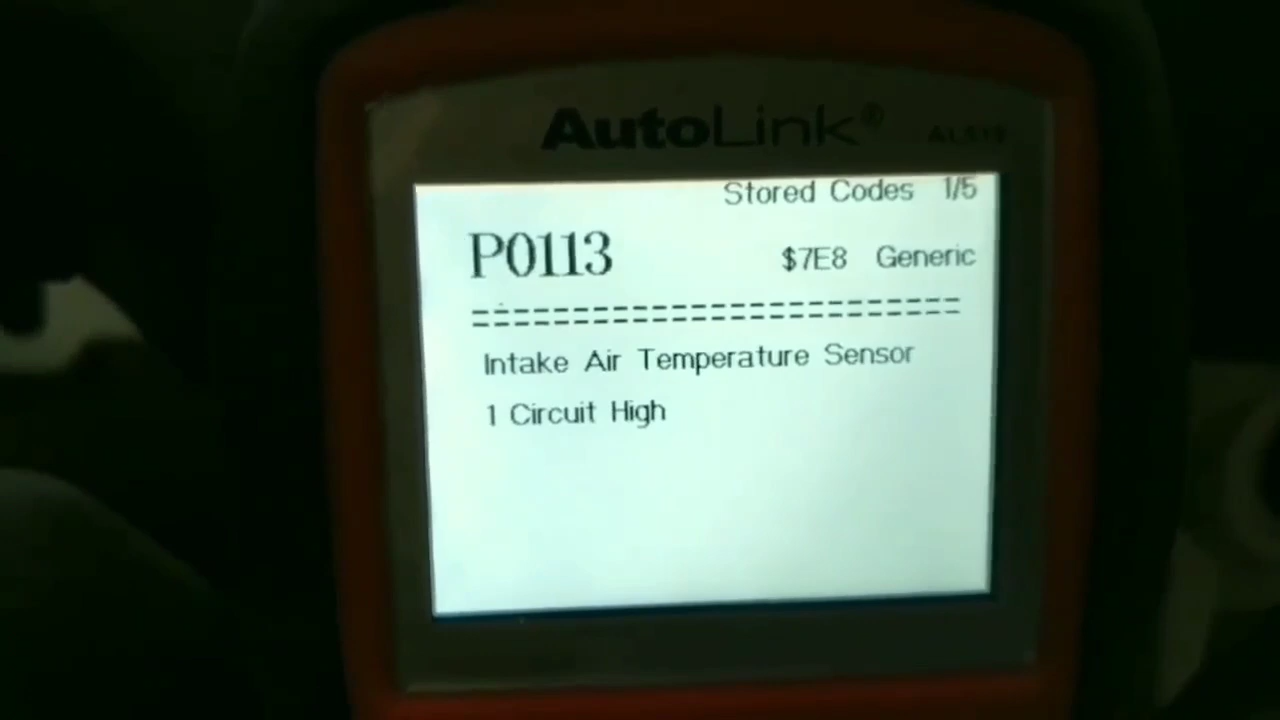 AutoLink®
Stored Codes 1/5
P0113 $7E8 Generic
==========================
Intake Air Temperature Sensor
1 Circuit High